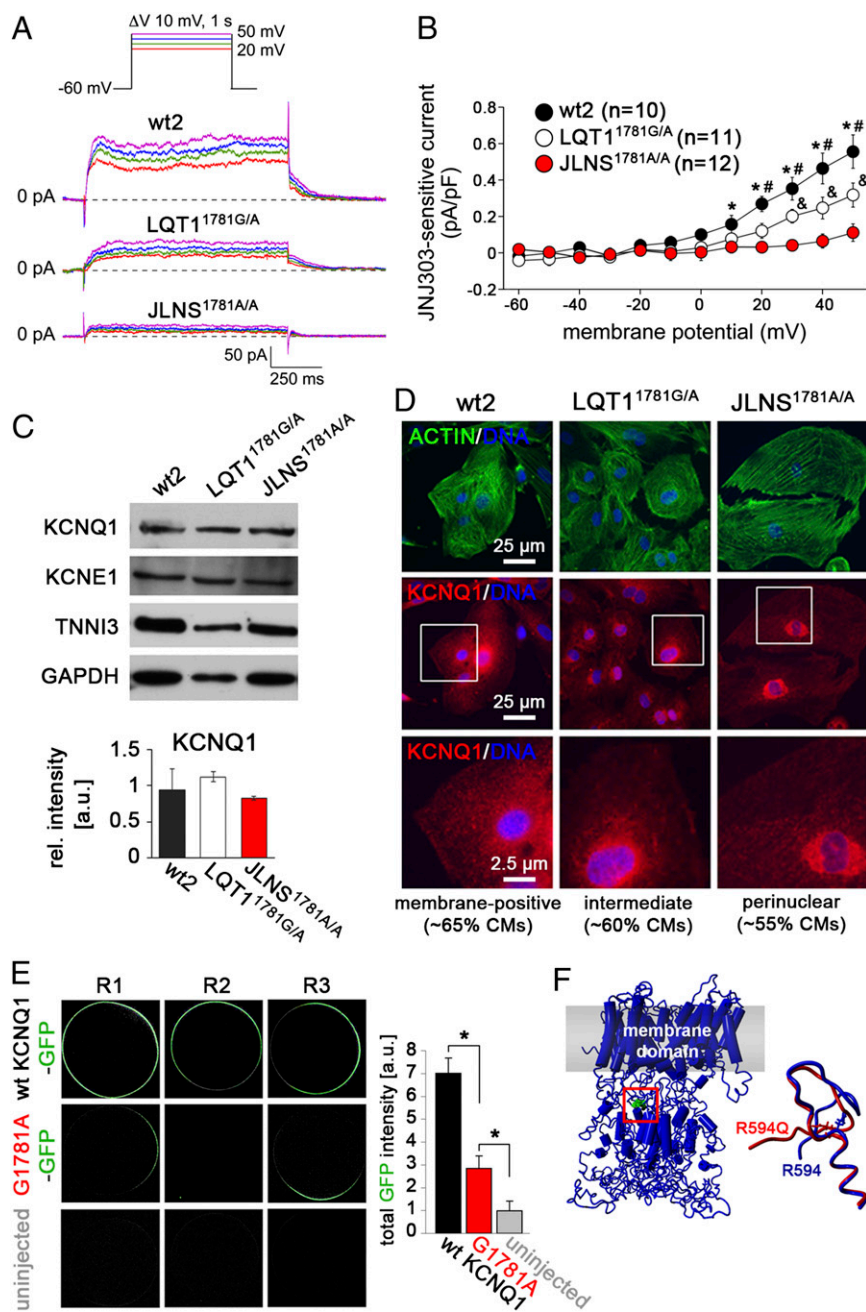 A
ΔV 10 mV, 1 s
50 mV
20 mV
-60 mV
wt2
0 pA
LQT1 1781G/A
0 pA
JLNS 1781A/A
0 pA
50 pA
250 ms
B
JNJ303-sensitive current
(pA/pF)
0.8
0.6
0.4
0.2
0
-0.2
wt2 (n=10)
LQT1 1781G/A (n=11)
JLNS 1781A/A (n=12)
* *# *# *# *#
& & &
-60 -40 -20 0 20 40
membrane potential (mV)
C
wt2 LQT1 1781G/A JLNS 1781A/A
KCNQ1
KCNE1
TNNI3
GAPDH
KCNQ1
rel. intensity
[a.u.]
1.5
1
0.5
0
wt2 LQT1 1781G/A JLNS 1781A/A
D
wt2 LQT1 1781G/A JLNS 1781A/A
ACTIN/DNA
25 µm
KCNQ1/DNA
25 µm
KCNQ1/DNA
2.5 µm
membrane-positive intermediate perinuclear
(~65% CMs) (~60% CMs) (~55% CMs)
E
R1 R2 R3
wt KCNQ1
-GFP
G1781A
-GFP
uninjected
total GFP intensity [a.u.]
8
7
6
5
4
3
2
1
0
*
*
wt KCNQ1
G1781A
uninjected
F
membrane
domain
R594Q
R594